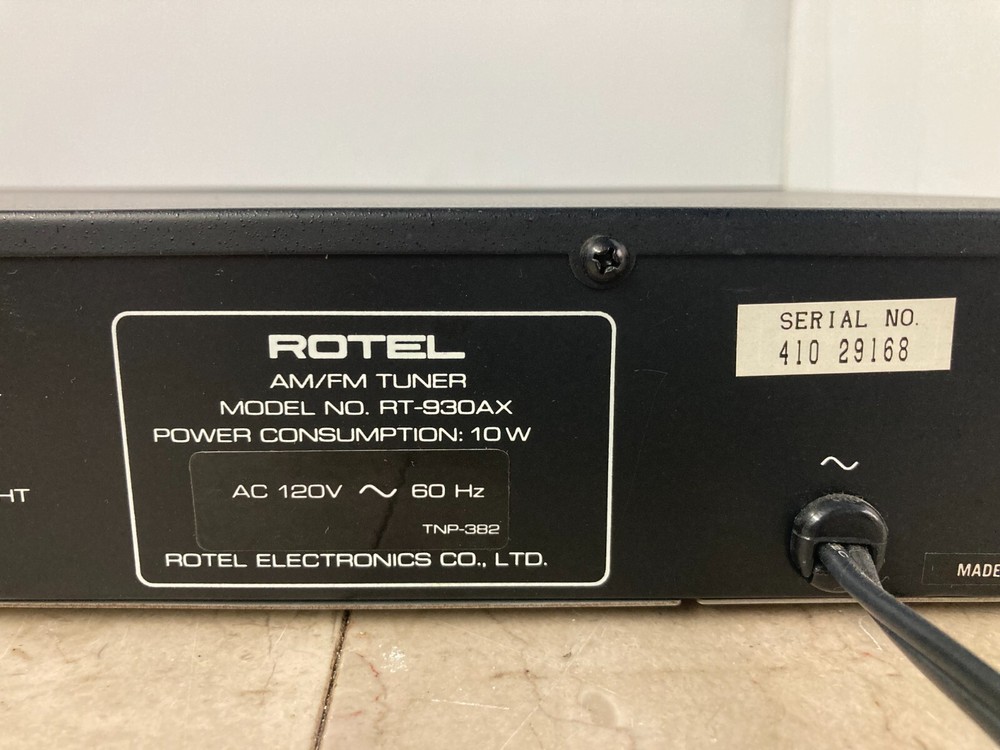 ROTEL
AM/FM TUNER
MODEL NO. RT-930AX
POWER CONSUMPTION: 10 W
AC 120V ～ 60 Hz
TNP-382
ROTEL ELECTRONICS CO., LTD.
SERIAL NO.
410 29168
～
HT
MADE